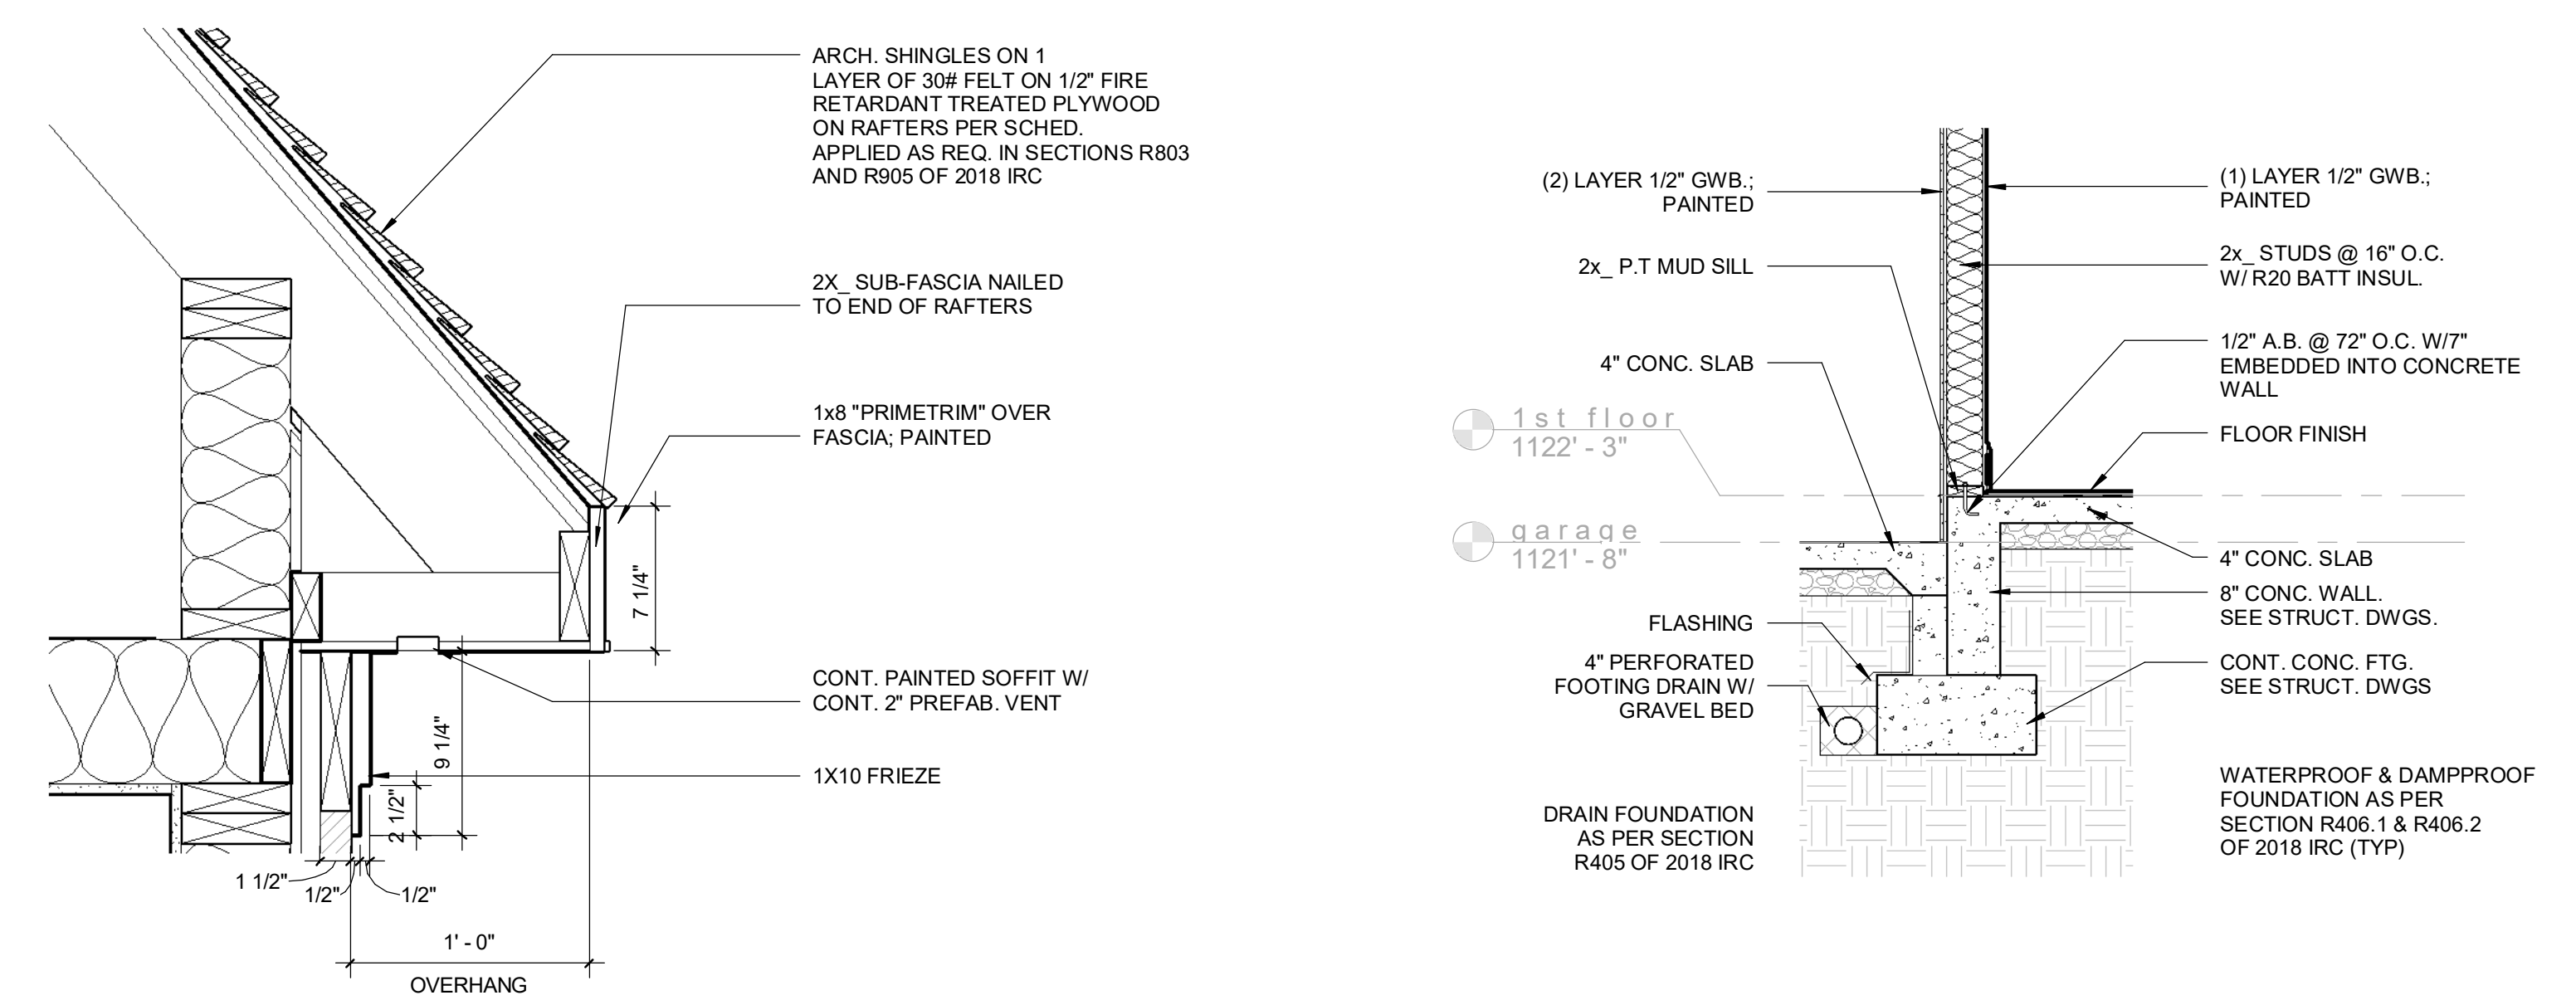 ARCH. SHINGLES ON 1
LAYER OF 30# FELT ON 1/2" FIRE
RETARDANT TREATED PLYWOOD
ON RAFTERS PER SCHED.
APPLIED AS REQ. IN SECTIONS R803
AND R905 OF 2018 IRC
2X_ SUB-FASCIA NAILED
TO END OF RAFTERS
1x8 "PRIMETRIM" OVER
FASCIA; PAINTED
7 1/4"
CONT. PAINTED SOFFIT W/
CONT. 2" PREFAB. VENT
9 1/4"
1X10 FRIEZE
2 1/2"
1 1/2"
1/2"
1/2"
1' - 0"
OVERHANG
(2) LAYER 1/2" GWB.;
PAINTED
2x_ P.T MUD SILL
4" CONC. SLAB
1st floor
1122' - 3"
garage
1121' - 8"
FLASHING
4" PERFORATED
FOOTING DRAIN W/
GRAVEL BED
DRAIN FOUNDATION
AS PER SECTION
R405 OF 2018 IRC
(1) LAYER 1/2" GWB.;
PAINTED
2x_ STUDS @ 16" O.C.
W/ R20 BATT INSUL.
1/2" A.B. @ 72" O.C. W/7"
EMBEDDED INTO CONCRETE
WALL
FLOOR FINISH
4" CONC. SLAB
8" CONC. WALL.
SEE STRUCT. DWGS.
CONT. CONC. FTG.
SEE STRUCT. DWGS
WATERPROOF & DAMPPROOF
FOUNDATION AS PER
SECTION R406.1 & R406.2
OF 2018 IRC (TYP)